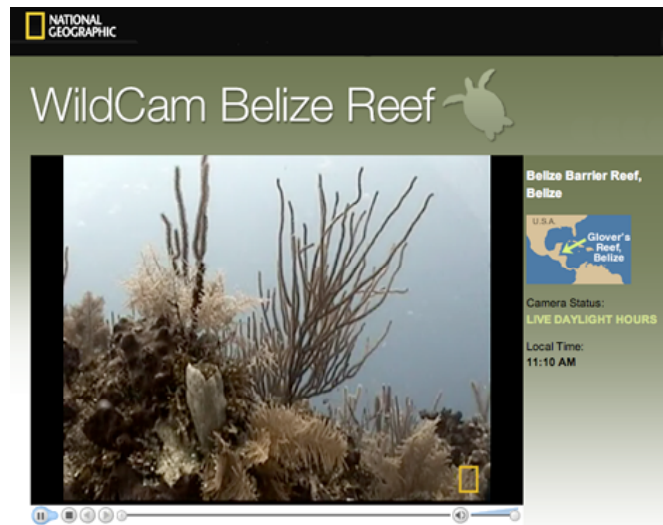 NATIONAL
GEOGRAPHIC
WildCam Belize Reef
Belize Barrier Reef,
Belize
U.S.A.
Glover's
Reef,
Belize
Camera Status:
LIVE DAYLIGHT HOURS
Local Time:
11:10 AM